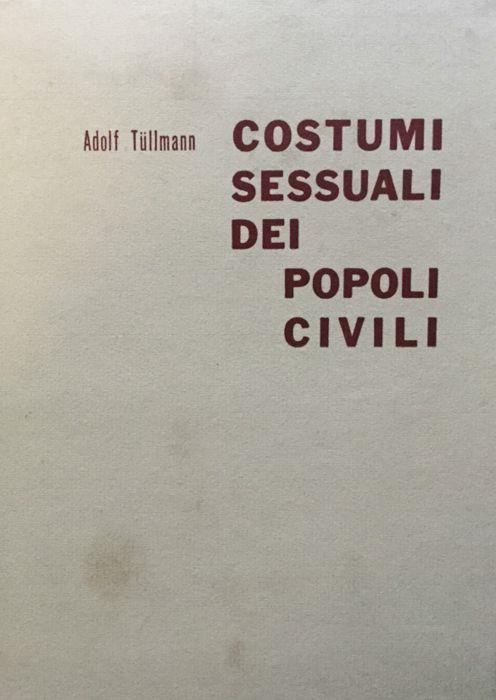 Adolf Tüllmann
COSTUMI
SESSUALI
DEI
POPOLI
CIVILI